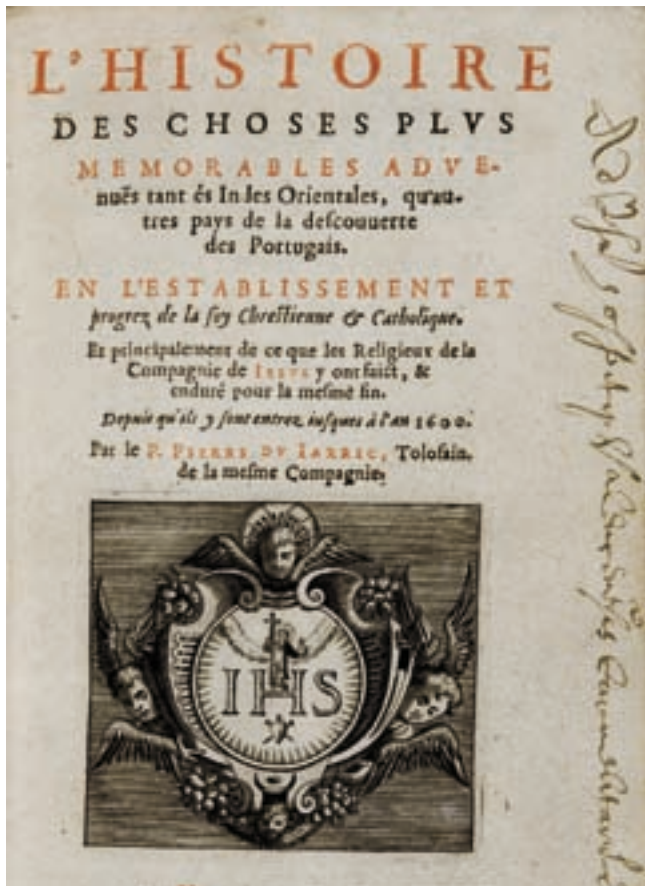 L'HISTOIRE
DES CHOSES PLVS
MEMORABLES ADVE-
nuës tant és Indes Orientales, qu'au-
tres pays de la descouuerte
des Portugais.
EN L'ESTABLISSEMENT ET
progrez de la foy Chrestienne & Catholique.
Et principalement de ce que les Religieux de la
Compagnie de IESVS y ont faict, &
enduré pour la mesme fin.
Depuis qu'ils y sont entrez iusques à l'an 1600.
Par le P. PIERRE DV IARRIC, Tolosain,
de la mesme Compagnie.
IHS